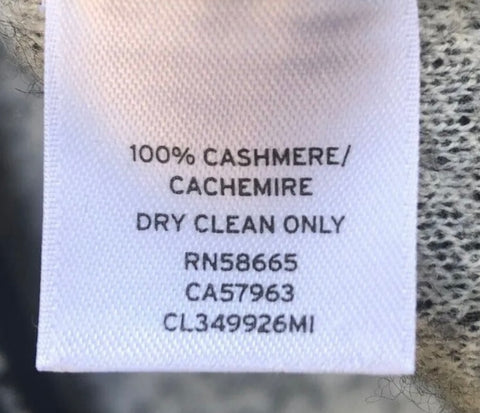 100% CASHMERE/
CACHEMIRE
DRY CLEAN ONLY
RN58665
CA57963
CL349926MI